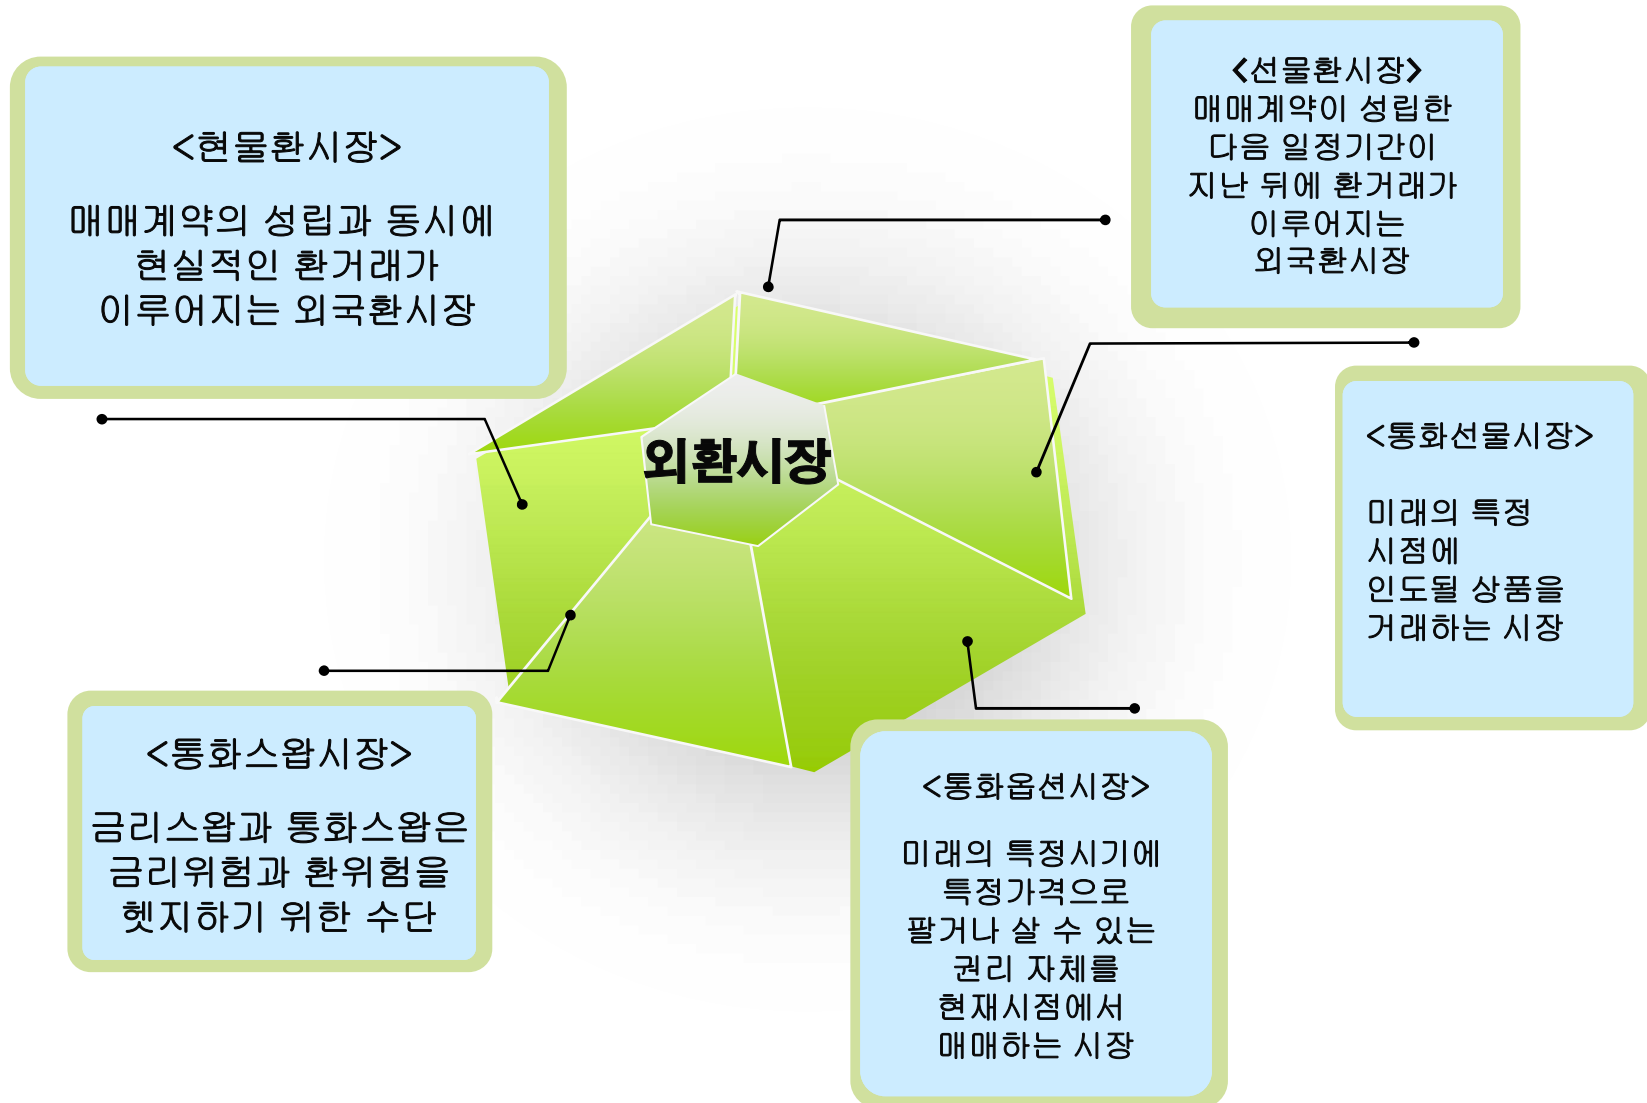 <현물환시장>
매매계약의 성립과 동시에
현실적인 환거래가
이루어지는 외국환시장
<선물환시장>
매매계약이 성립한
다음 일정기간이
지난 뒤에 환거래가
이루어지는
외국환시장
외환시장
<통화선물시장>
미래의 특정
시점에
인도될 상품을
거래하는 시장
<통화스왑시장>
금리스왑과 통화스왑은
금리위험과 환위험을
헷지하기 위한 수단
<통화옵션시장>
미래의 특정시기에
특정가격으로
팔거나 살 수 있는
권리 자체를
현재시점에서
매매하는 시장